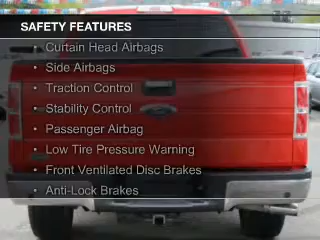 SAFETY FEATURES
• Curtain Head Airbags
• Side Airbags
• Traction Control
• Stability Control
• Passenger Airbag
• Low Tire Pressure Warning
• Front Ventilated Disc Brakes
• Anti-Lock Brakes